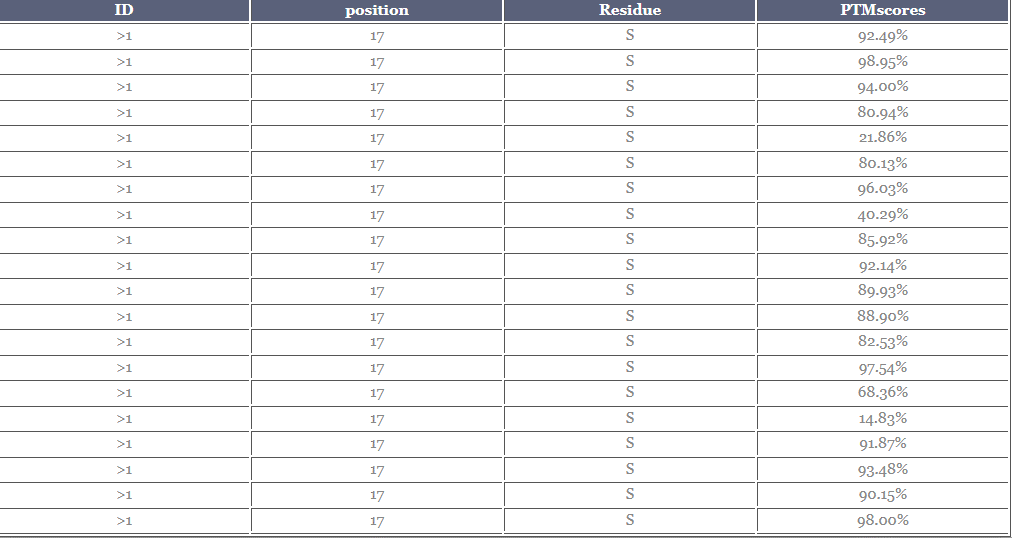 ID position Residue PTMscores
>1 17 S 92.49%
>1 17 S 98.95%
>1 17 S 94.00%
>1 17 S 80.94%
>1 17 S 21.86%
>1 17 S 80.13%
>1 17 S 96.03%
>1 17 S 40.29%
>1 17 S 85.92%
>1 17 S 92.14%
>1 17 S 89.93%
>1 17 S 88.90%
>1 17 S 82.53%
>1 17 S 97.54%
>1 17 S 68.36%
>1 17 S 14.83%
>1 17 S 91.87%
>1 17 S 93.48%
>1 17 S 90.15%
>1 17 S 98.00%